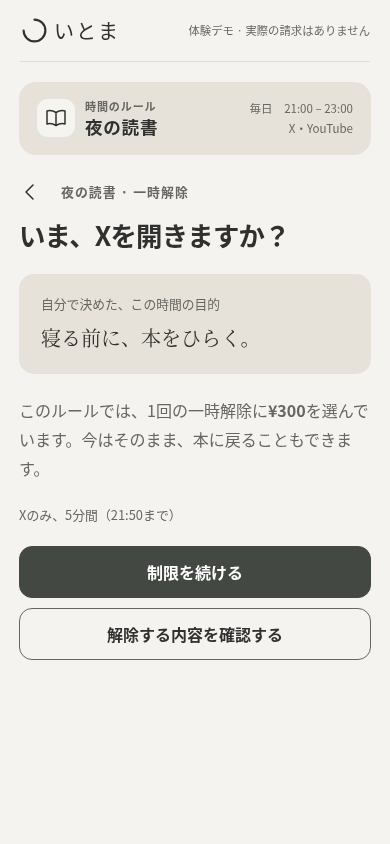 いとま
体験デモ・実際の請求はありません
時間のルール
夜の読書
毎日 21:00 – 23:00
X・YouTube
夜の読書 · 一時解除
いま、Xを開きますか？
自分で決めた、この時間の目的
寝る前に、本をひらく。
このルールでは、1回の一時解除に¥300を選んで
います。今はそのまま、本に戻ることもできま
す。
Xのみ、5分間（21:50まで）
制限を続ける
解除する内容を確認する